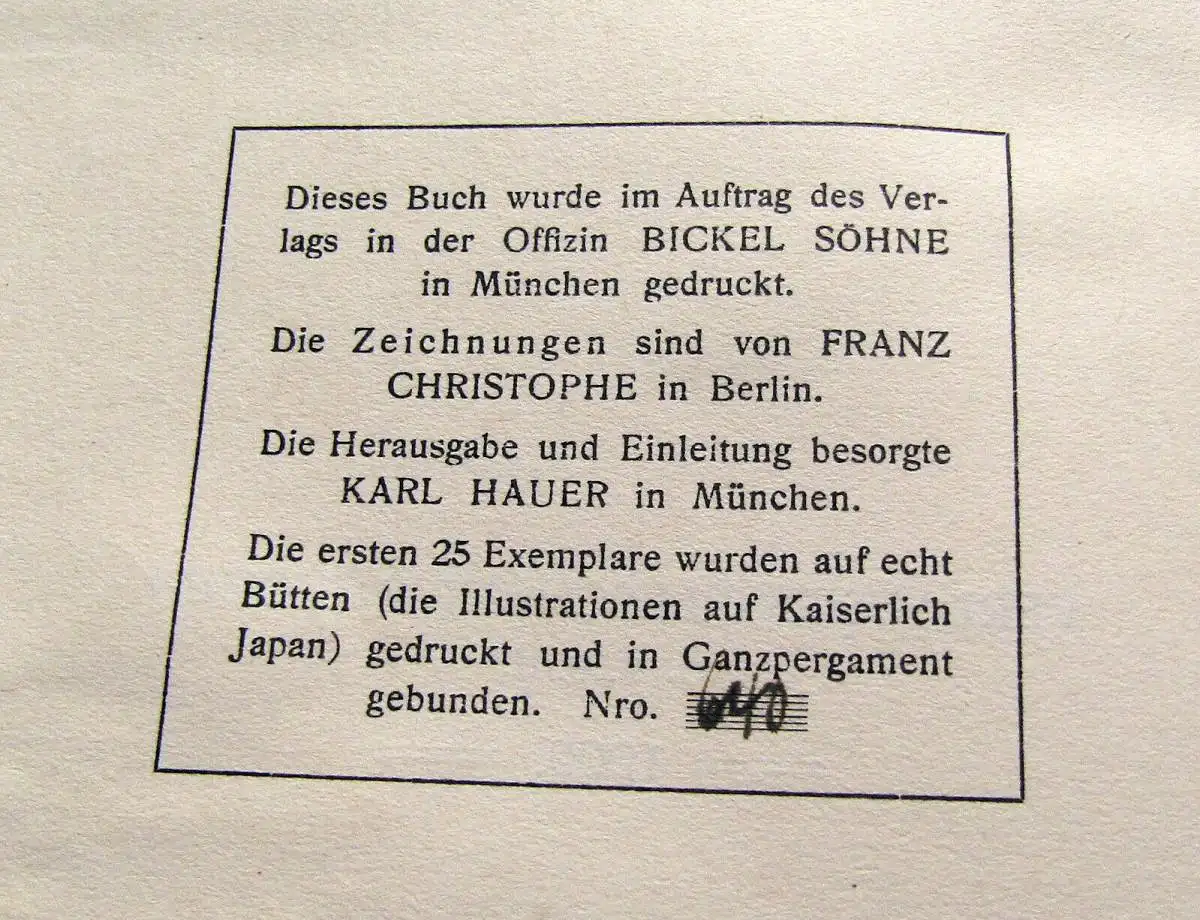 Dieses Buch wurde im Auftrag des Ver-
lags in der Offizin BICKEL SÖHNE
in München gedruckt.
Die Zeichnungen sind von FRANZ
CHRISTOPHE in Berlin.
Die Herausgabe und Einleitung besorgte
KARL HAUER in München.
Die ersten 25 Exemplare wurden auf echt
Bütten (die Illustrationen auf Kaiserlich
Japan) gedruckt und in Ganzpergament
gebunden. Nro.